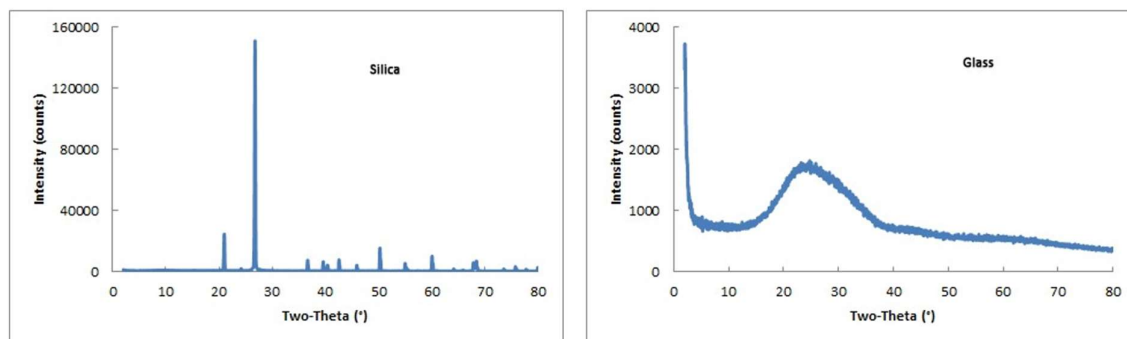 160000
120000
80000
40000
0
Intensity (counts)
Silica
0 10 20 30 40 50 60 70 80
Two-Theta (°)
4000
3000
2000
1000
0
Intensity (counts)
Glass
0 10 20 30 40 50 60 70 80
Two-Theta (°)